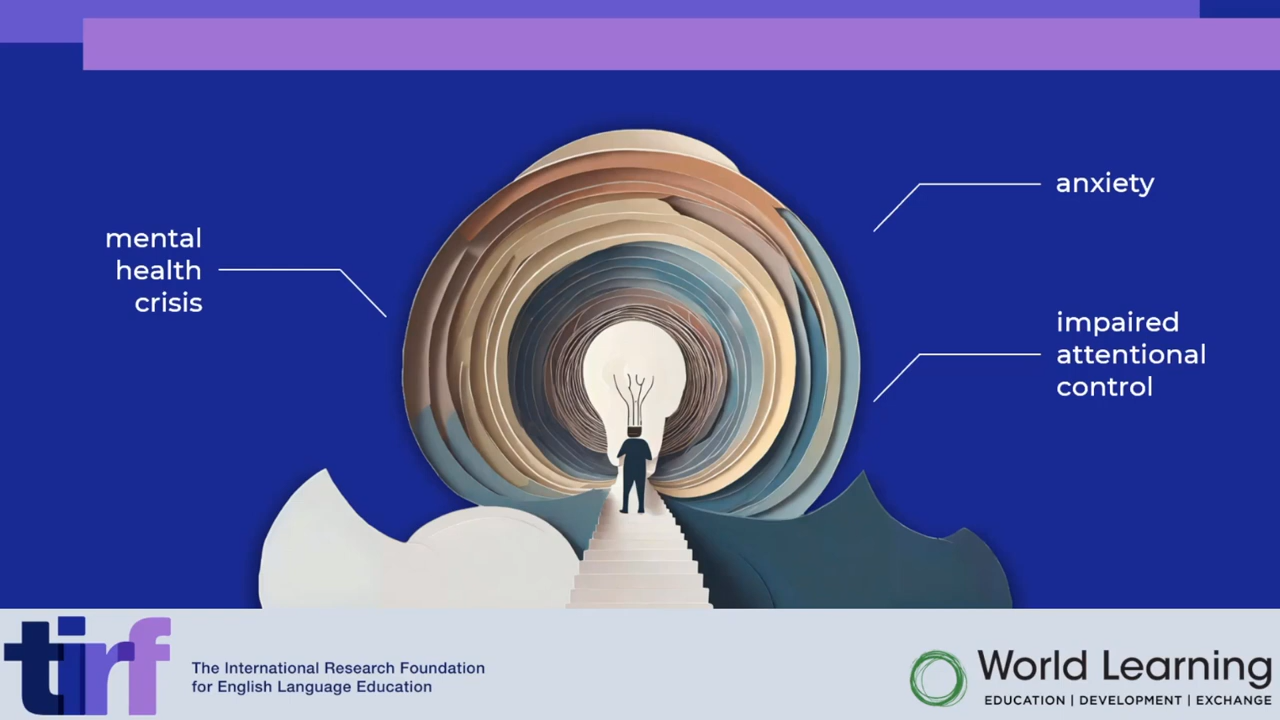 mental
health
crisis
anxiety
impaired
attentional
control
tirf
The International Research Foundation
for English Language Education
World Learning
EDUCATION | DEVELOPMENT | EXCHANGE